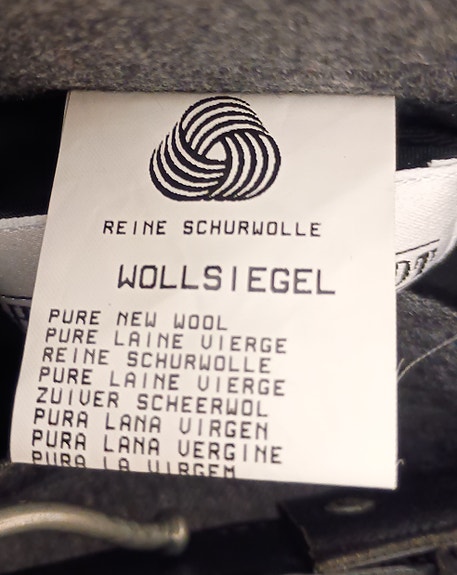 REINE SCHURWOLLE
WOLLSIEGEL
PURE NEW WOOL
PURE LAINE VIERGE
REINE SCHURWOLLE
PURE LAINE VIERGE
ZUIVER SCHEERWOL
PURA LANA VIRGEN
PURA LANA VERGINE
PURA LA VIRGEM